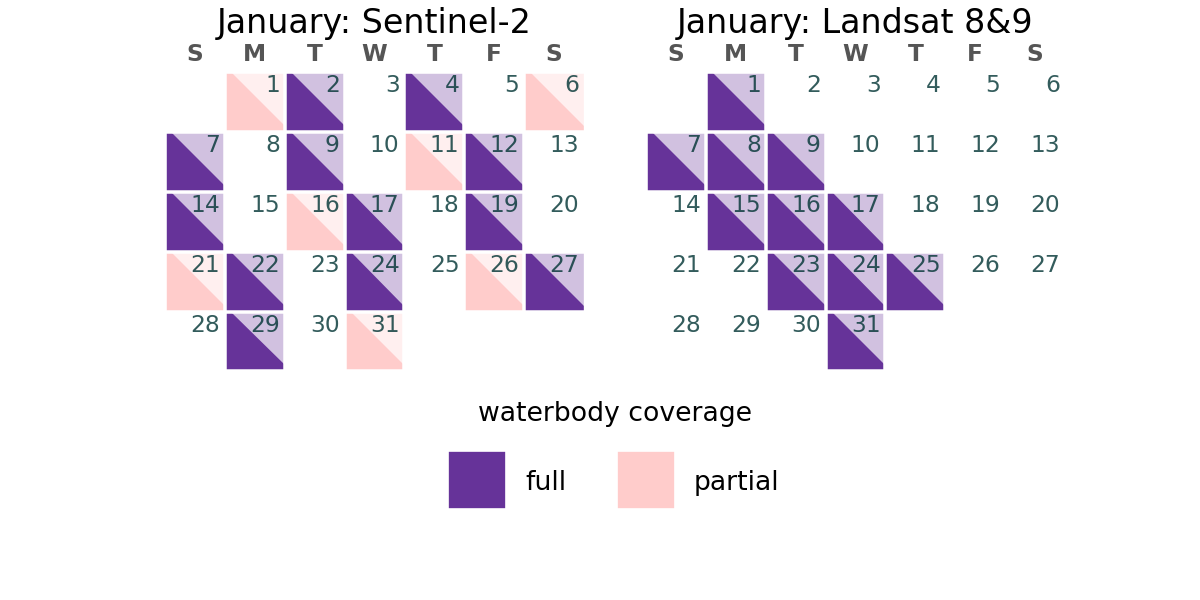 January: Sentinel-2
S M T W T F S
1 2 3 4 5 6
7 8 9 10 11 12 13
14 15 16 17 18 19 20
21 22 23 24 25 26 27
28 29 30 31
January: Landsat 8&9
S M T W T F S
1 2 3 4 5 6
7 8 9 10 11 12 13
14 15 16 17 18 19 20
21 22 23 24 25 26 27
28 29 30 31
waterbody coverage
full partial